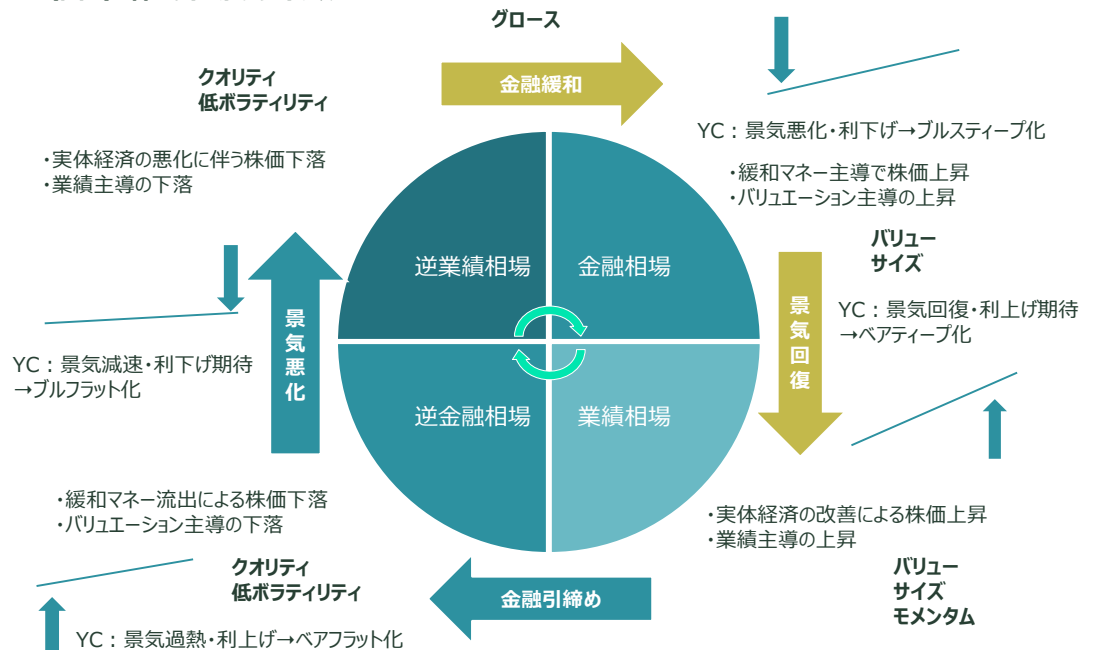 グロース
クオリティ
低ボラティリティ
金融緩和
YC：景気悪化・利下げ→ブルスティープ化
・実体経済の悪化に伴う株価下落
・業績主導の下落
・緩和マネー主導で株価上昇
・バリュエーション主導の上昇
バリュー
サイズ
逆業績相場
金融相場
景気悪化
景気回復
YC：景気回復・利上げ期待
→ベアティープ化
YC：景気減速・利下げ期待
→ブルフラット化
逆金融相場
業績相場
・緩和マネー流出による株価下落
・バリュエーション主導の下落
・実体経済の改善による株価上昇
・業績主導の上昇
クオリティ
低ボラティリティ
金融引締め
バリュー
サイズ
モメンタム
YC：景気過熱・利上げ→ベアフラット化